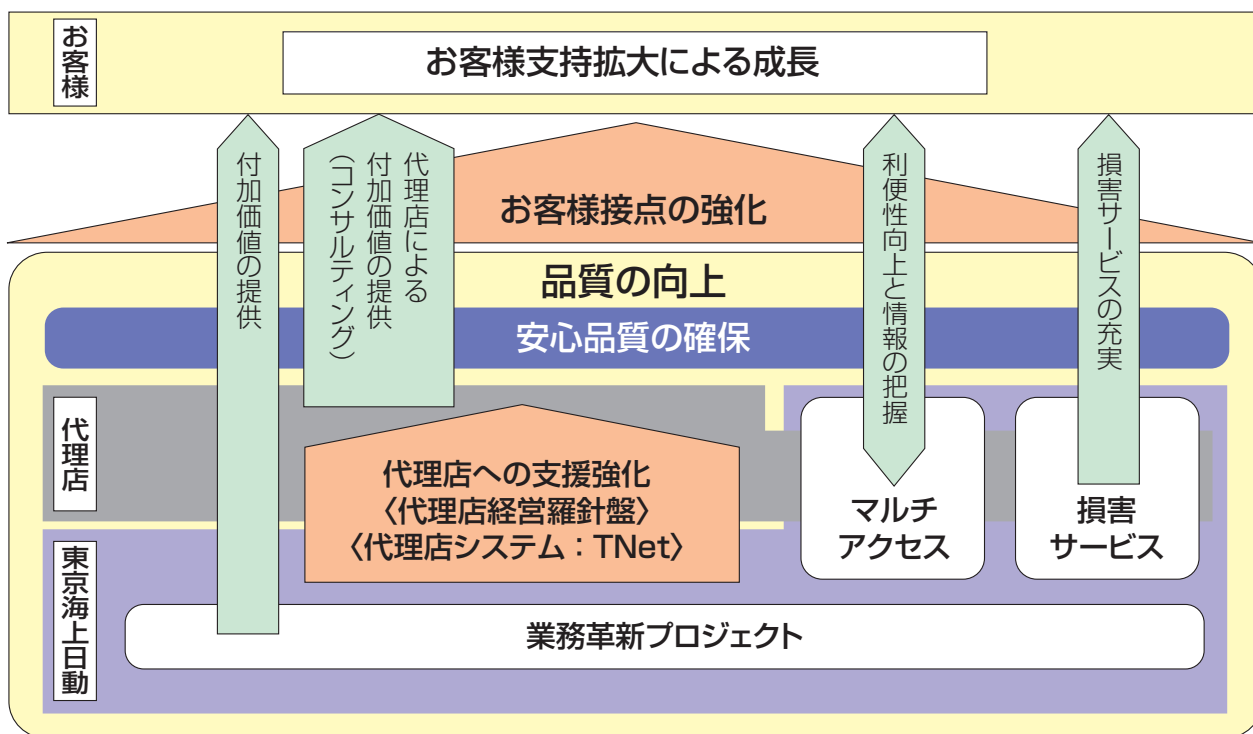 お客様
お客様支持拡大による成長
付加価値の提供
代理店による
付加価値の提供
（コンサルティング）
お客様接点の強化
利便性向上と情報の把握
損害サービスの充実
品質の向上
安心品質の確保
代理店
代理店への支援強化
〈代理店経営羅針盤〉
〈代理店システム：TNet〉
マルチ
アクセス
損害
サービス
東京海上日動
業務革新プロジェクト